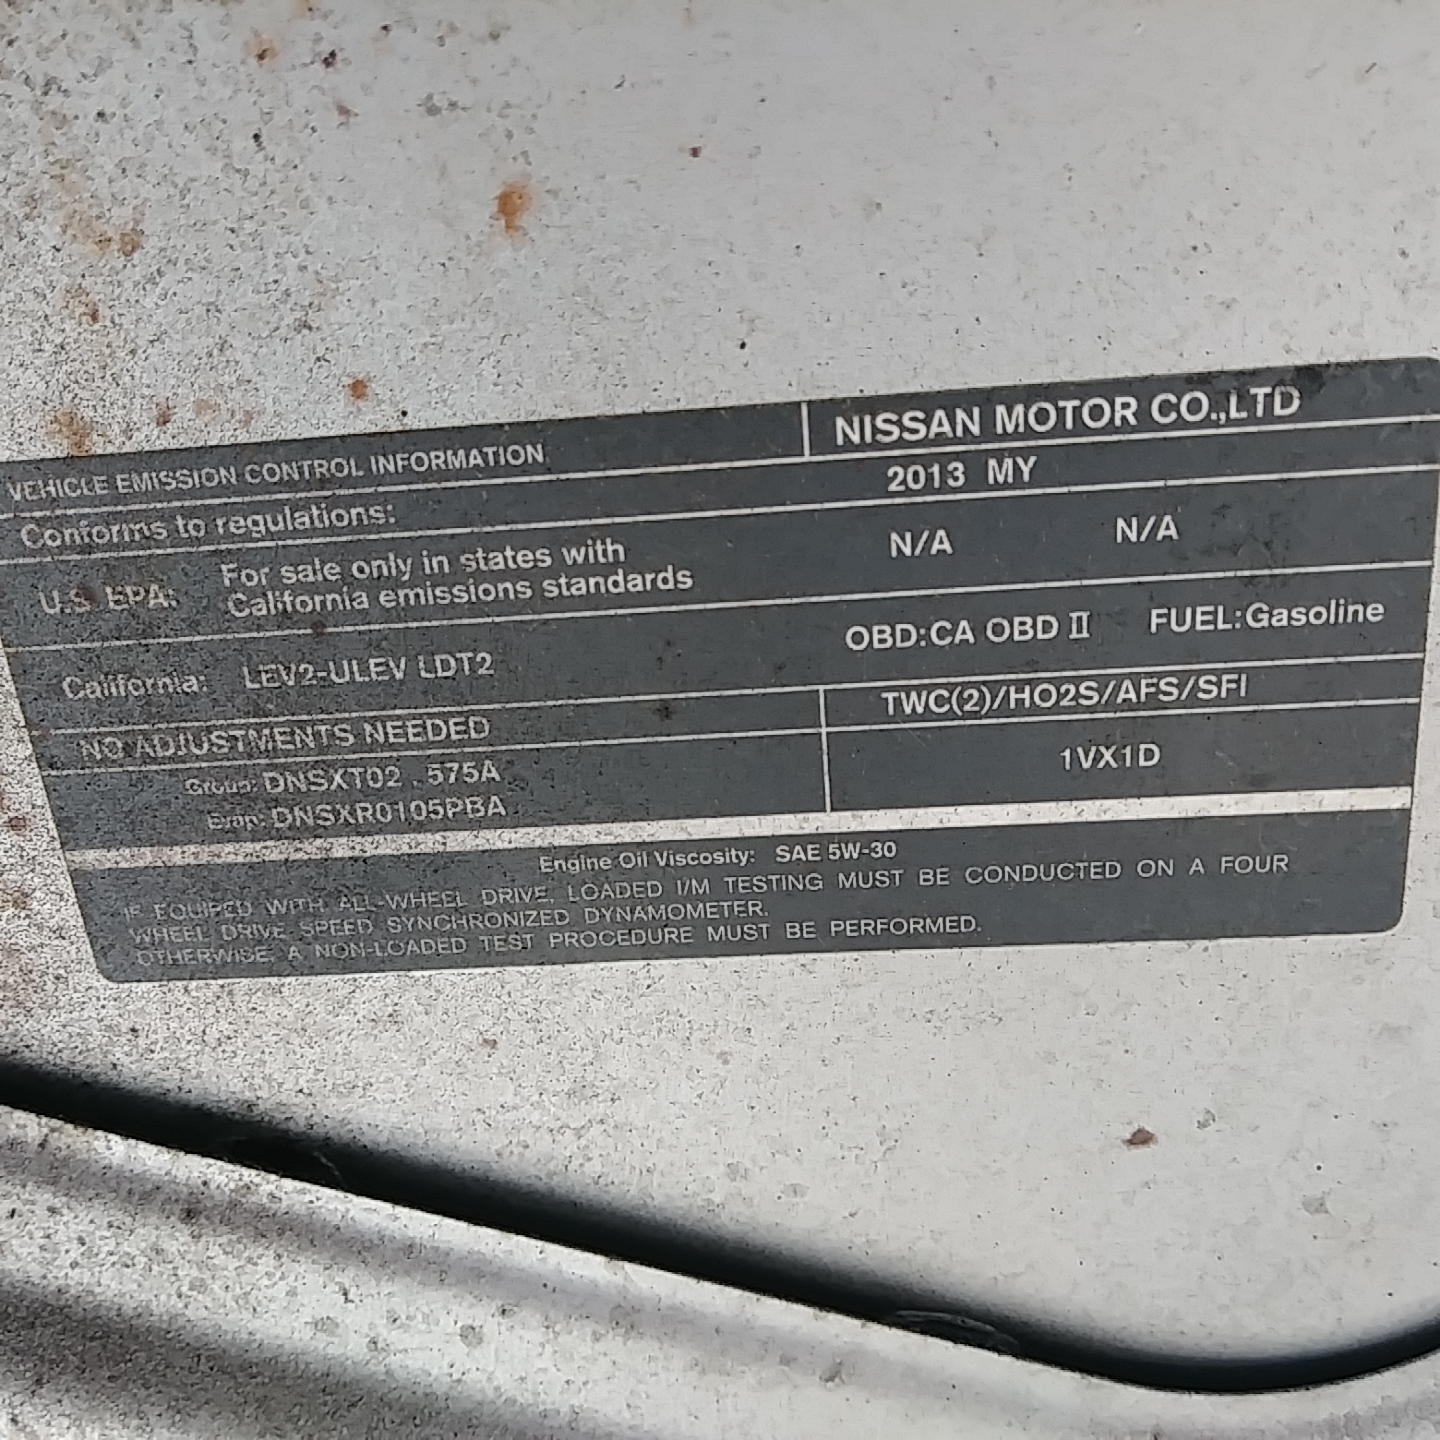 VEHICLE EMISSION CONTROL INFORMATION
NISSAN MOTOR CO.,LTD
Conforms to regulations:
2013 MY
U.S. EPA: For sale only in states with
California emissions standards
N/A N/A
California: LEV2-ULEV LDT2
OBD:CA OBD II FUEL:Gasoline
NO ADJUSTMENTS NEEDED
TWC(2)/HO2S/AFS/SFI
Group: DNSXT02 . 575A
Evap: DNSXR0105PBA
1VX1D
Engine Oil Viscosity: SAE 5W-30
IF EQUIPED WITH ALL-WHEEL DRIVE, LOADED I/M TESTING MUST BE CONDUCTED ON A FOUR
WHEEL DRIVE SPEED SYNCHRONIZED DYNAMOMETER.
OTHERWISE, A NON-LOADED TEST PROCEDURE MUST BE PERFORMED.